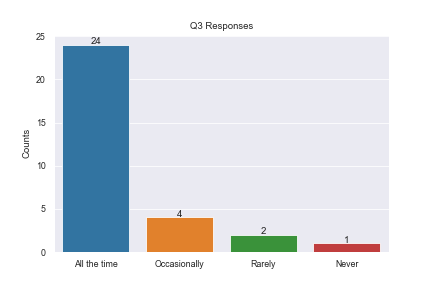 Q3 Responses
25
20
15
10
5
0
Counts
24
4
2
1
All the time
Occasionally
Rarely
Never